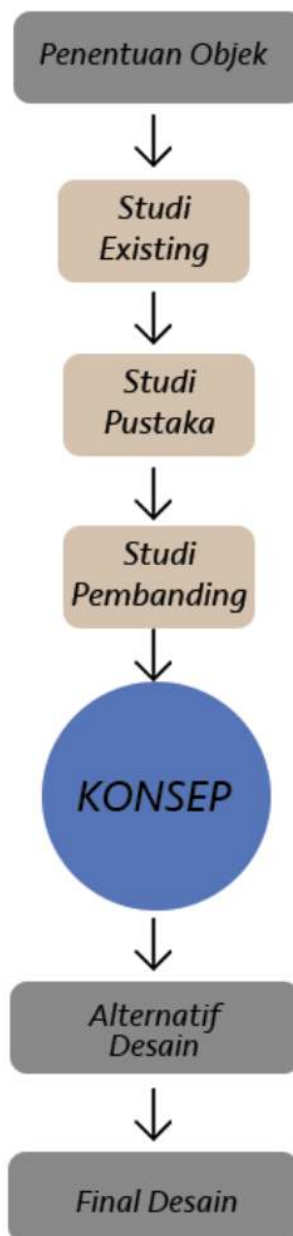 Penentuan Objek
Studi
Existing
Studi
Pustaka
Studi
Pembanding
KONSEP
Alternatif
Desain
Final Desain